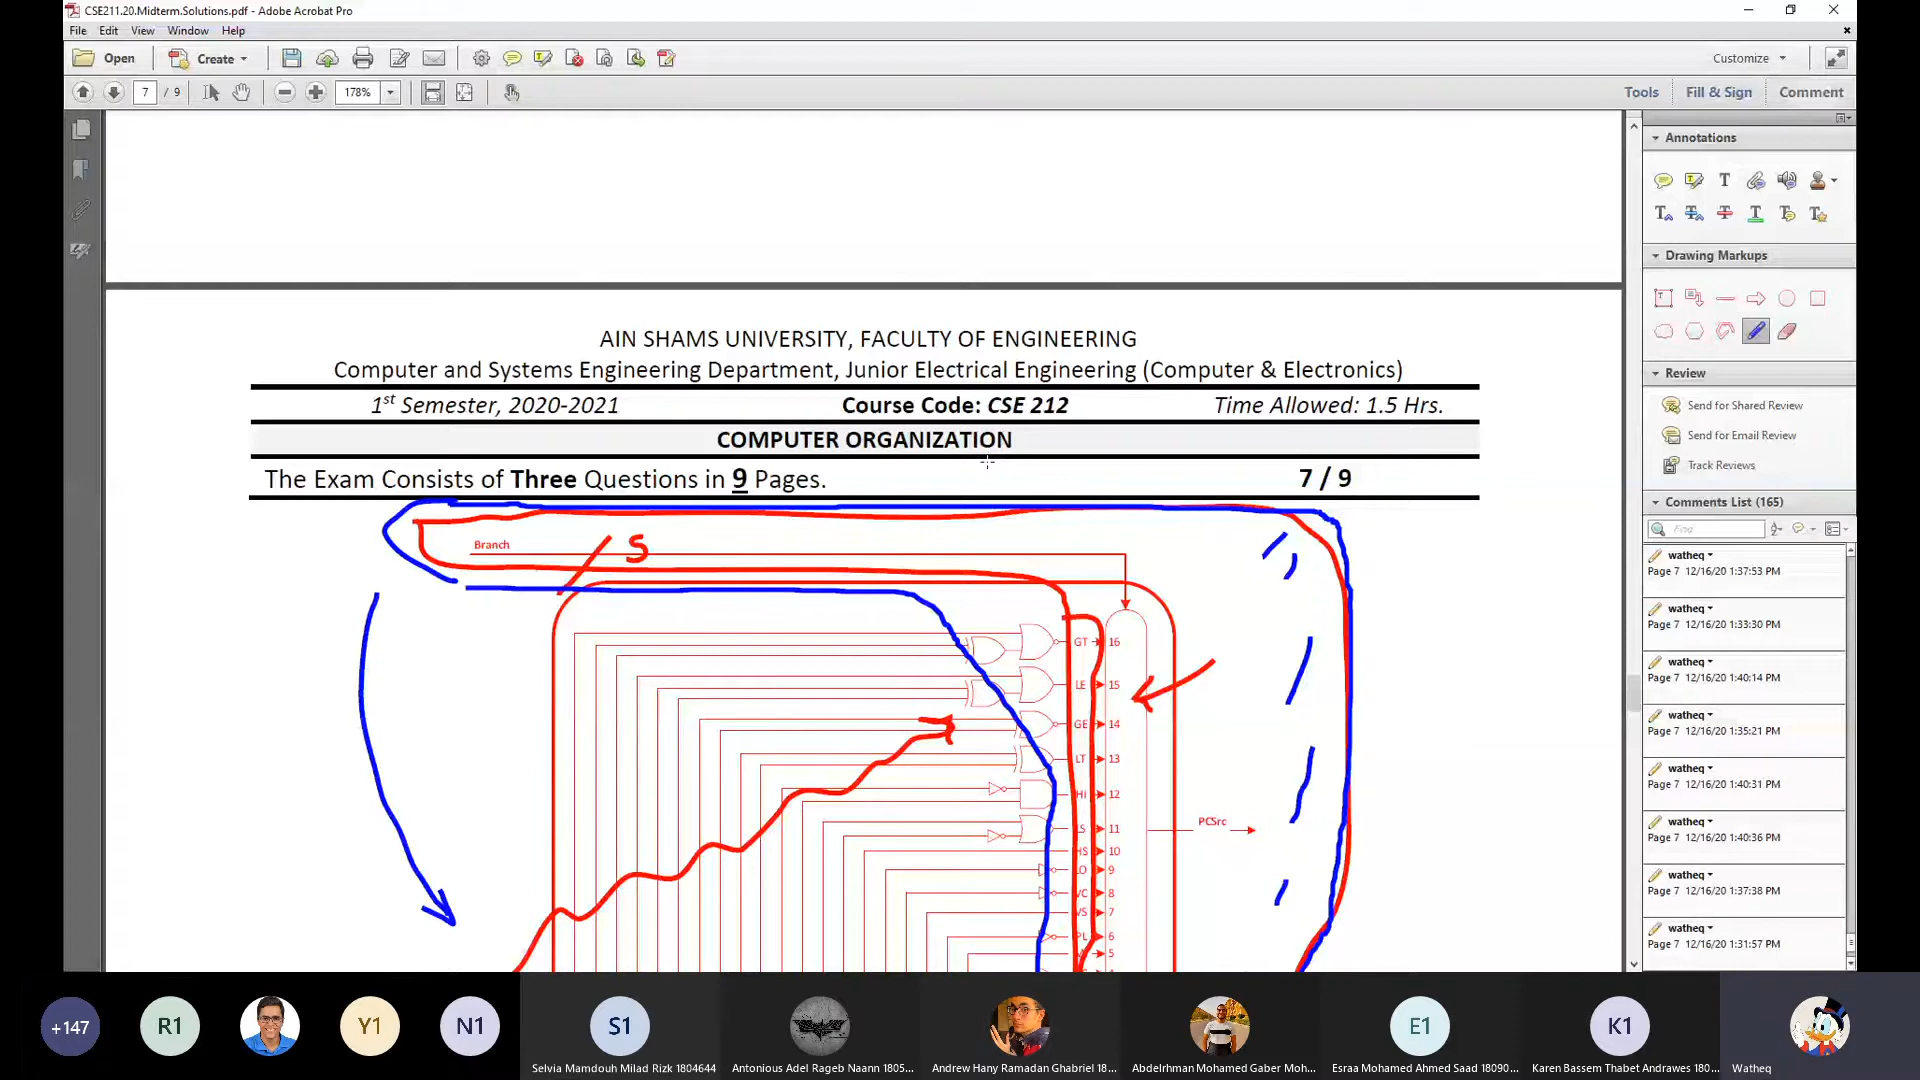 CSE211.20.Midterm.Solutions.pdf - Adobe Acrobat Pro
File Edit View Window Help
Open Create Customize
7 / 9 178% Tools Fill & Sign Comment
AIN SHAMS UNIVERSITY, FACULTY OF ENGINEERING
Computer and Systems Engineering Department, Junior Electrical Engineering (Computer & Electronics)
1st Semester, 2020-2021 Course Code: CSE 212 Time Allowed: 1.5 Hrs.
COMPUTER ORGANIZATION
The Exam Consists of Three Questions in 9 Pages. 7 / 9
Branch
5
GT 16
LE 15
GE 14
LT 13
HI 12
LS 11
PCSrc
HS 10
LO 9
VC 8
VS 7
PL 6
5
Annotations
Drawing Markups
Review
Send for Shared Review
Send for Email Review
Track Reviews
Comments List (165)
Find
watheq
Page 7 12/16/20 1:37:53 PM
watheq
Page 7 12/16/20 1:33:30 PM
watheq
Page 7 12/16/20 1:40:14 PM
watheq
Page 7 12/16/20 1:35:21 PM
watheq
Page 7 12/16/20 1:40:31 PM
watheq
Page 7 12/16/20 1:40:36 PM
watheq
Page 7 12/16/20 1:37:38 PM
watheq
Page 7 12/16/20 1:31:57 PM
+147 R1 Y1 N1 S1 E1 K1
Selvia Mamdouh Milad Rizk 1804644
Antonious Adel Rageb Naann 1805...
Andrew Hany Ramadan Ghabriel 18...
Abdelrhman Mohamed Gaber Moh...
Esraa Mohamed Ahmed Saad 18090...
Karen Bassem Thabet Andrawes 180...
Watheq